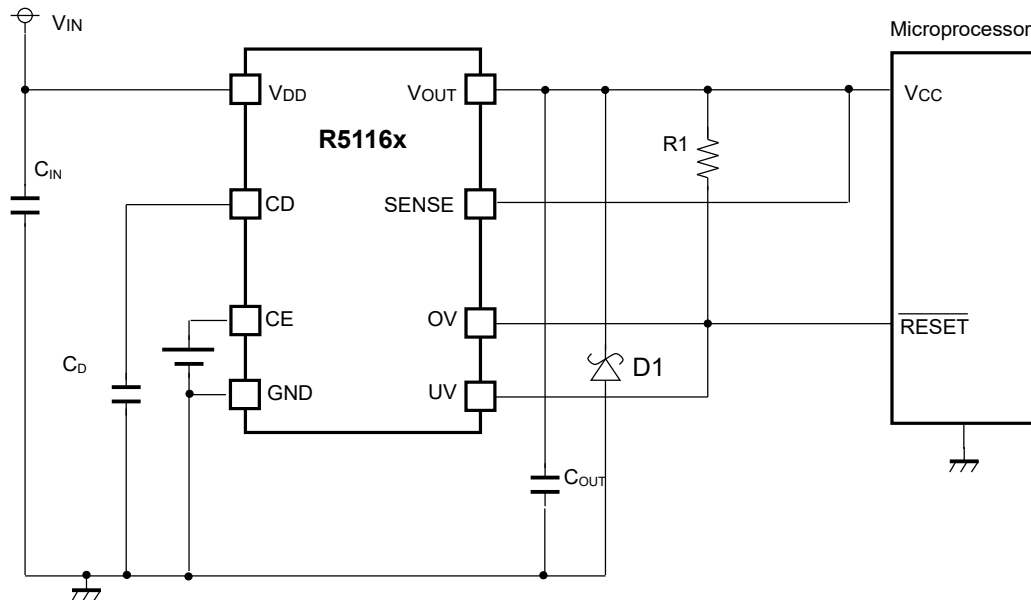 VIN
Microprocessor
VDD
VOUT
VCC
R5116x
R1
CIN
CD
SENSE
CE
OV
RESET
CD
GND
UV
D1
COUT